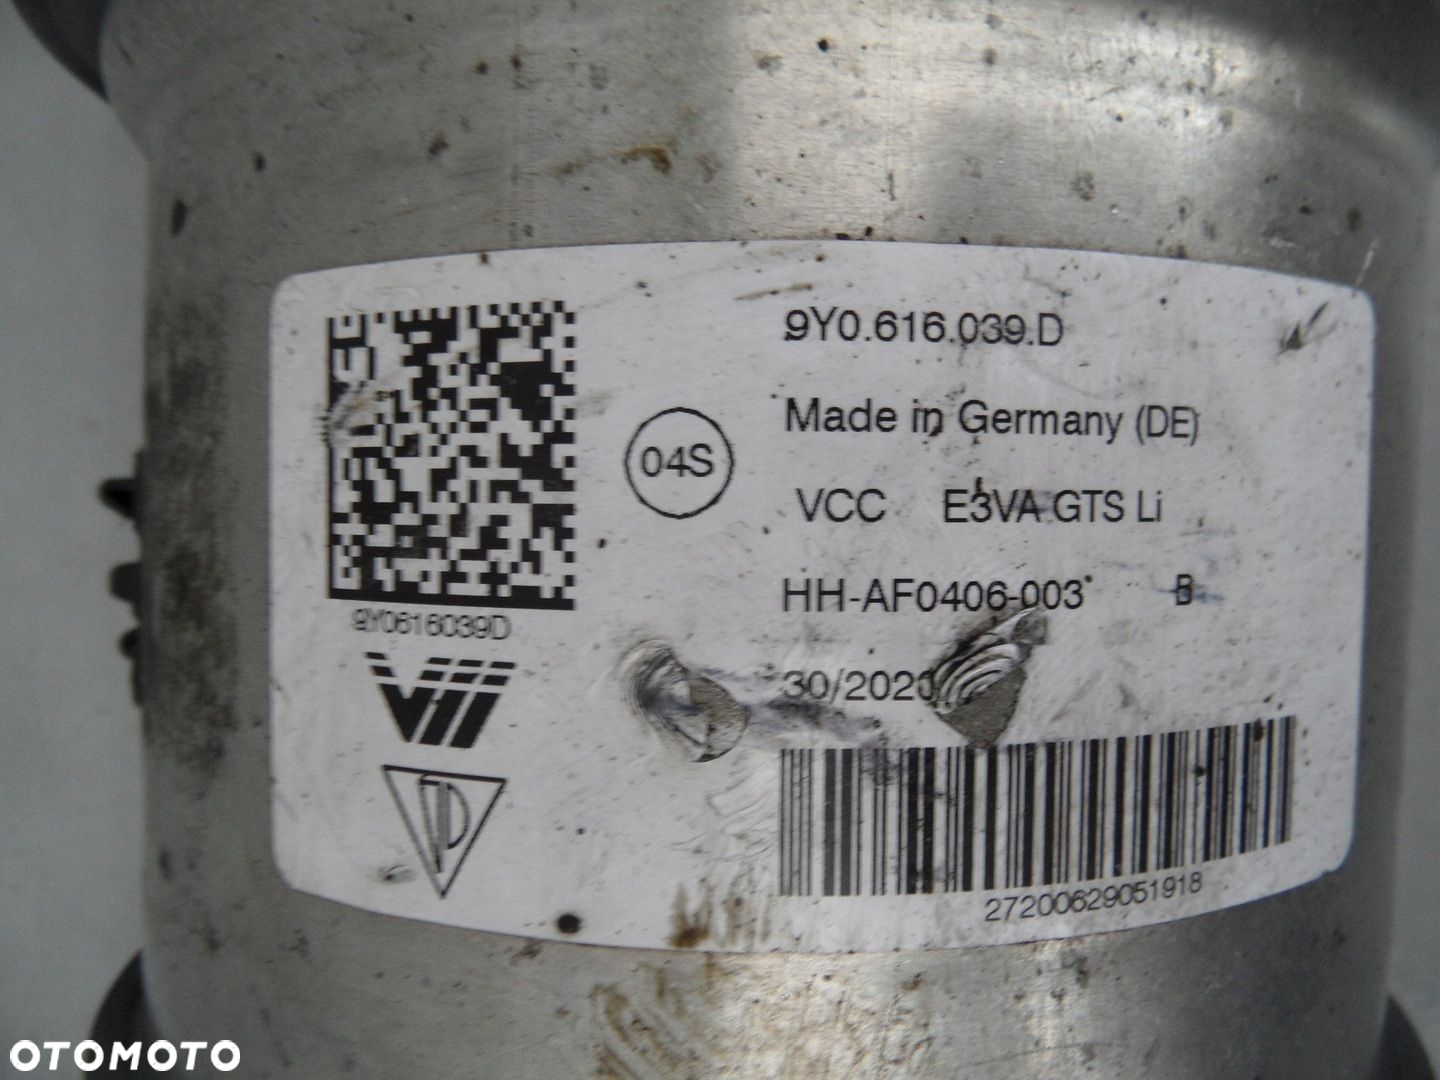 9Y0.616.039.D
Made in Germany (DE)
04S
VCC E3VA GTS Li
HH-AF0406-003 B
9Y0616039D
30/2020
27200629051918
OTOMOTO